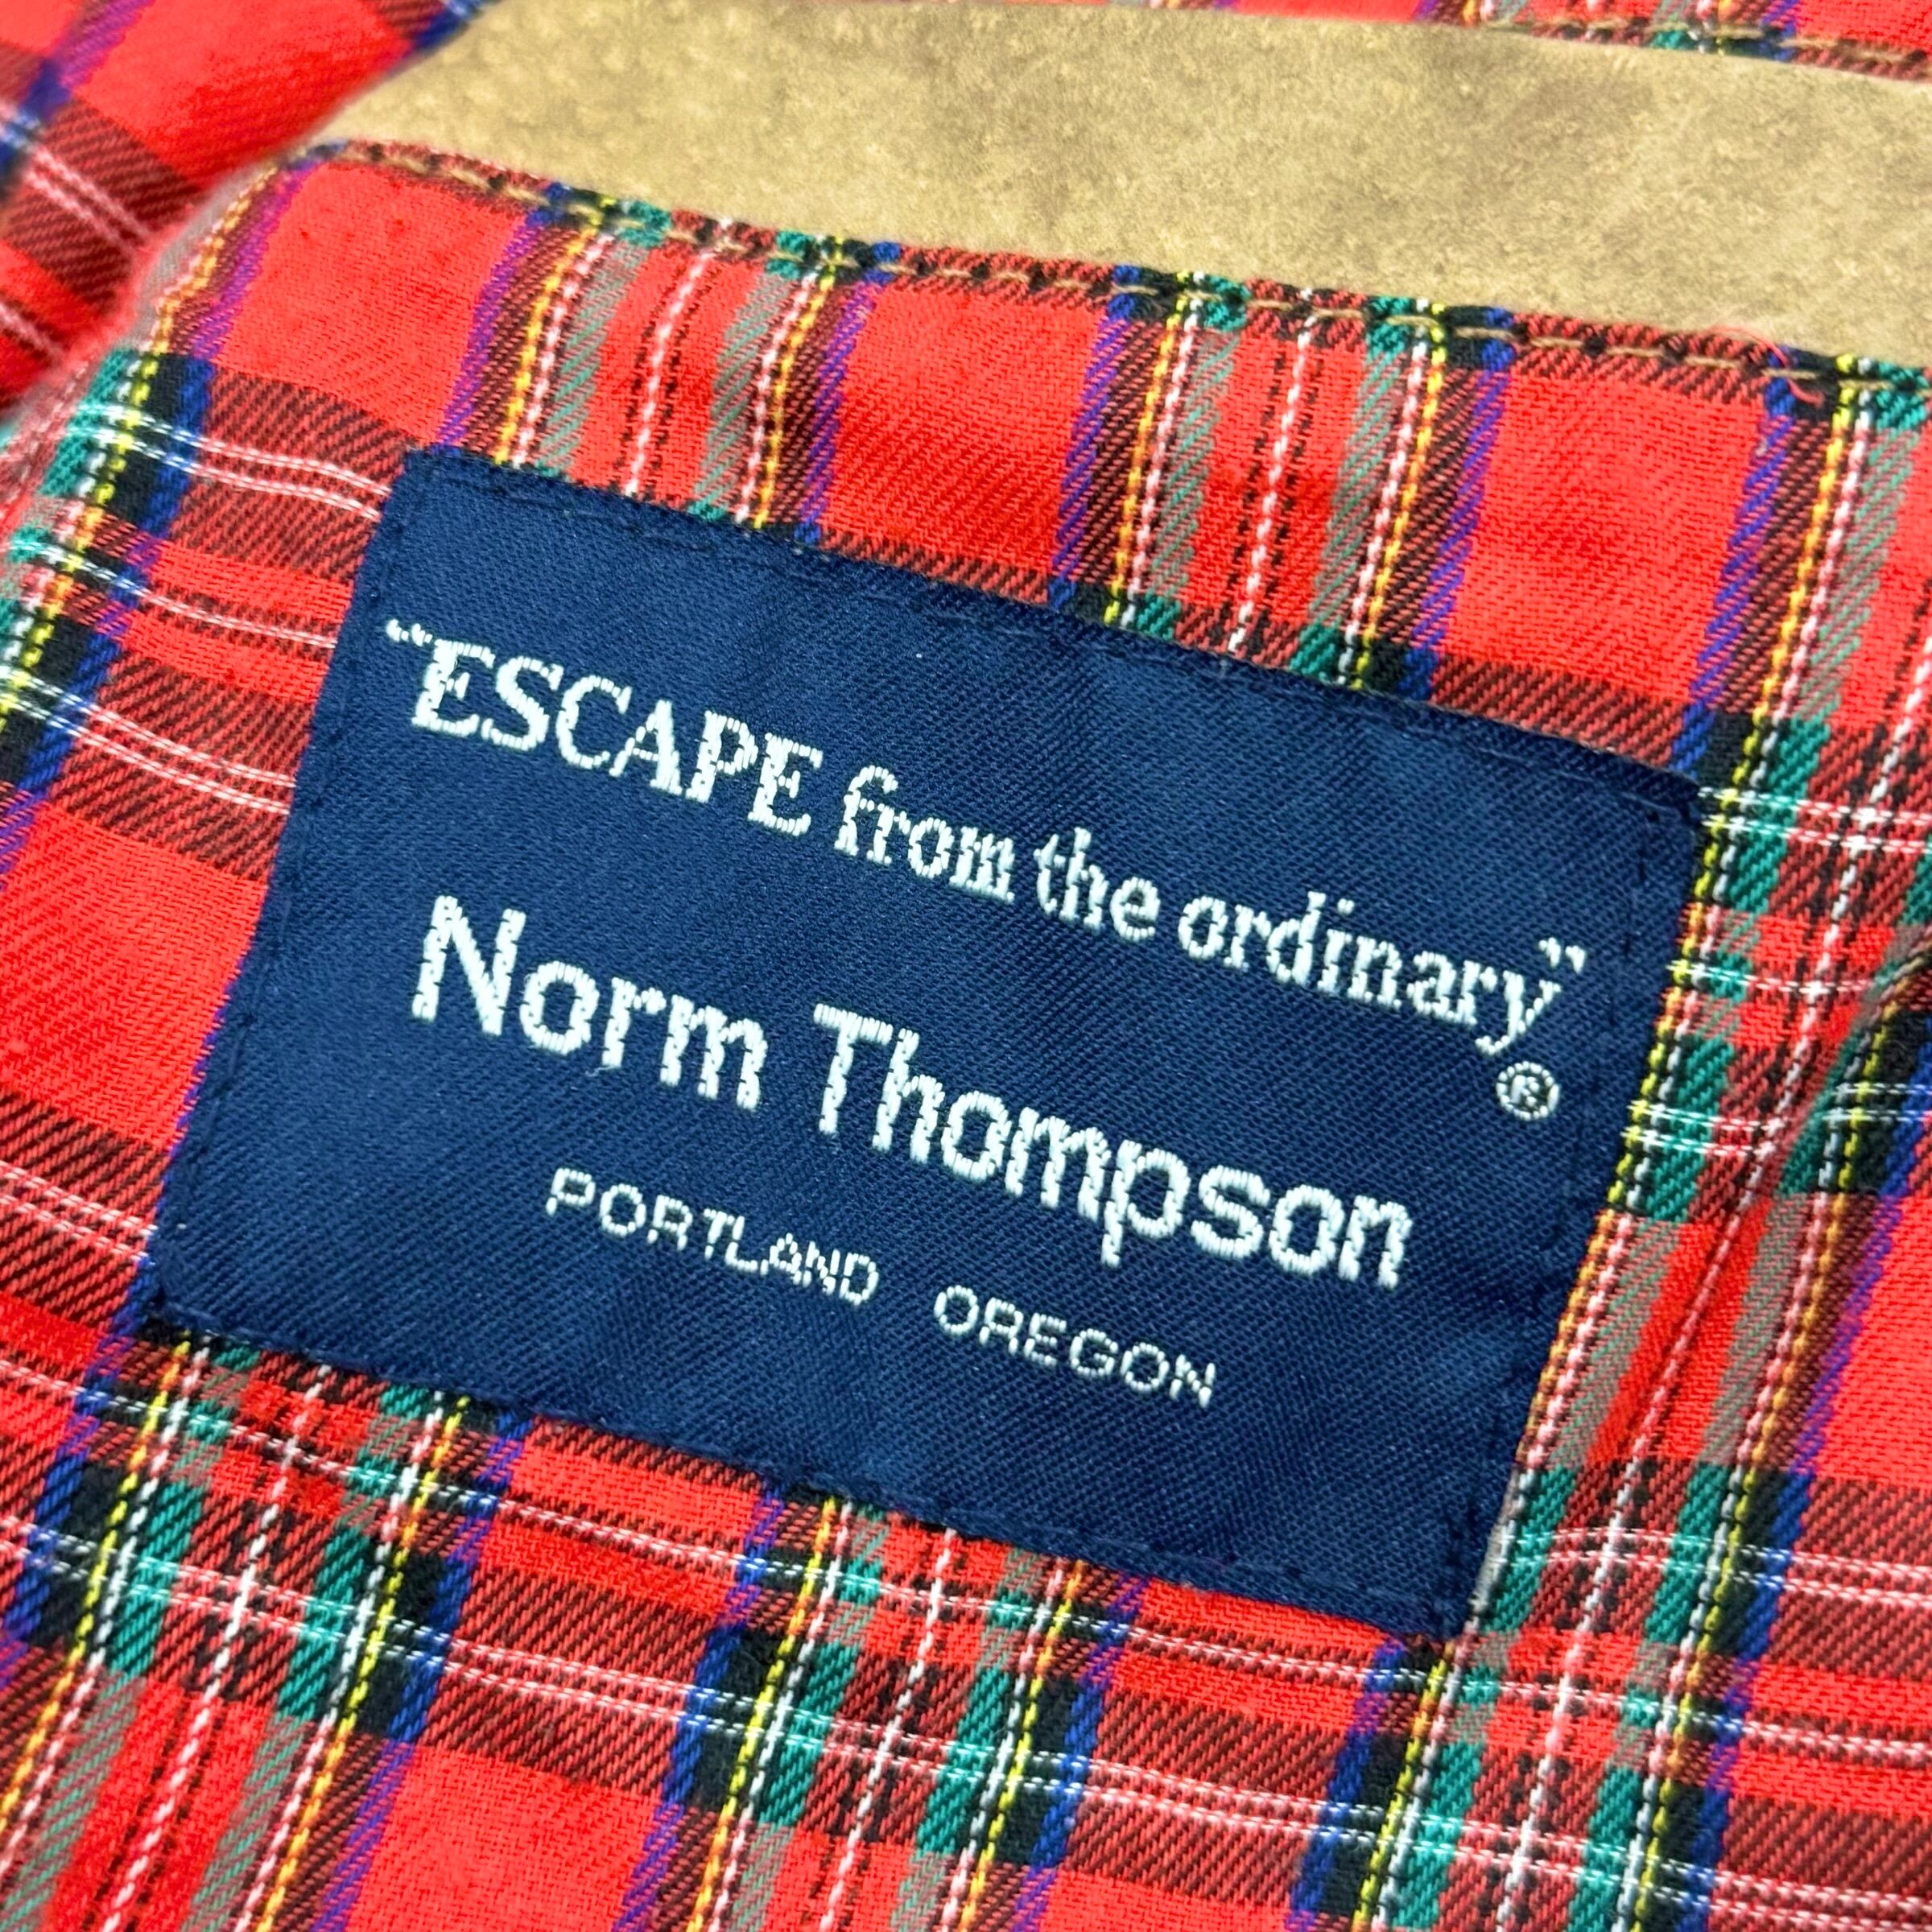 “ESCAPE from the ordinary”
®
Norm Thompson
PORTLAND OREGON